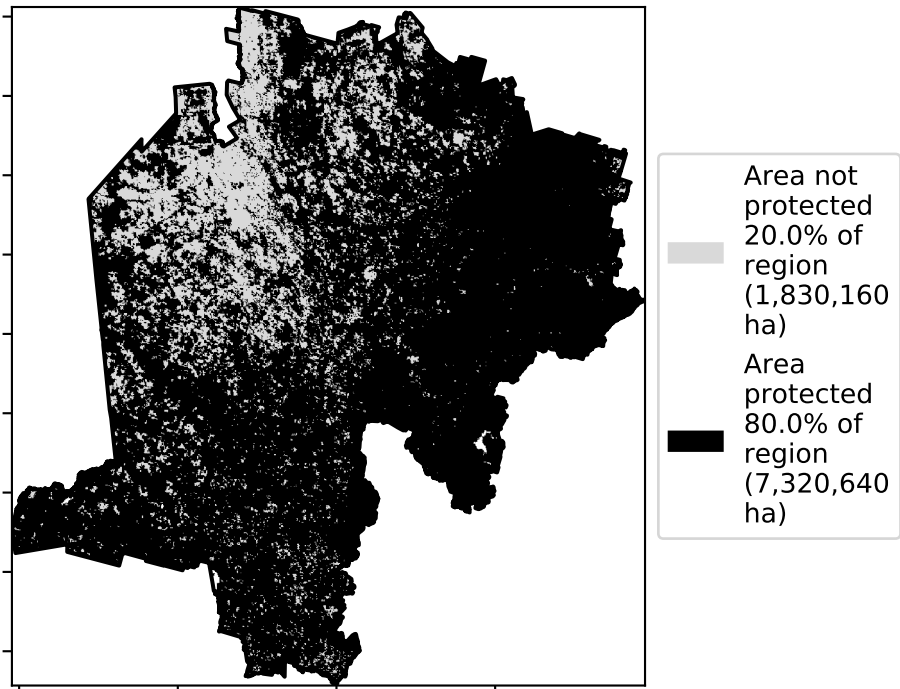 Area not
protected
20.0% of
region
(1,830,160
ha)
Area
protected
80.0% of
region
(7,320,640
ha)